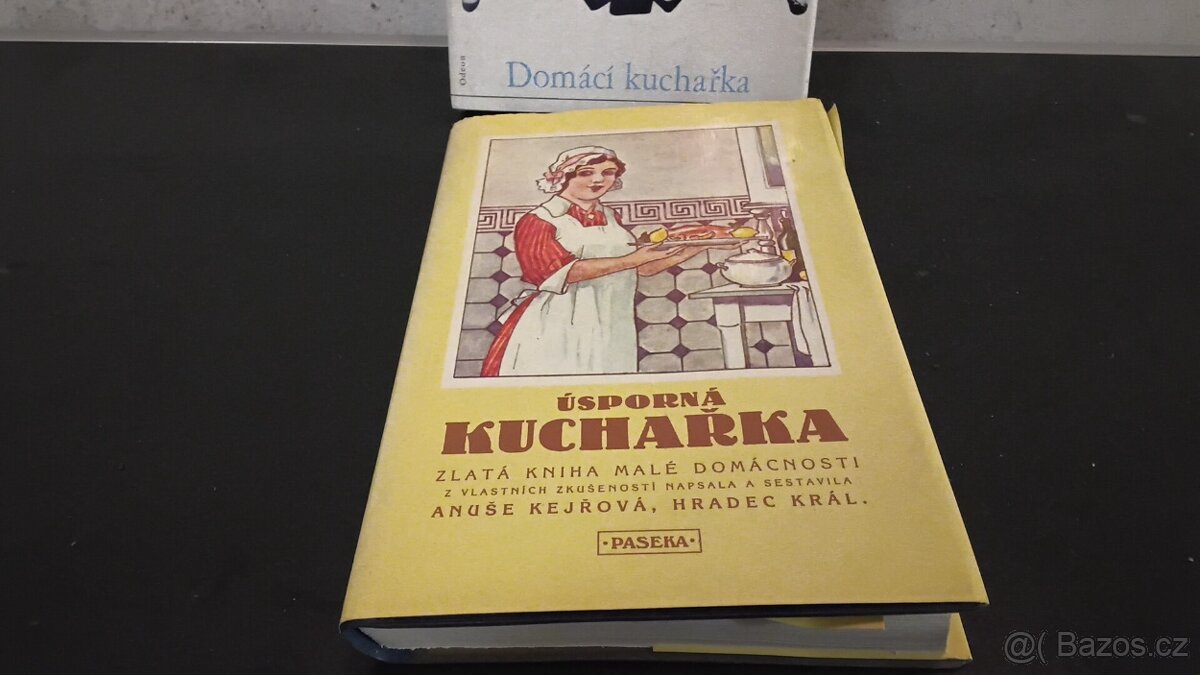 Odeon
Domácí kuchařka
ÚSPORNÁ
KUCHAŘKA
ZLATÁ KNIHA MALÉ DOMÁCNOSTI
Z VLASTNÍCH ZKUŠENOSTÍ NAPSALA A SESTAVILA
ANUŠE KEJŘOVÁ, HRADEC KRÁL.
·PASEKA·
@( Bazos.cz